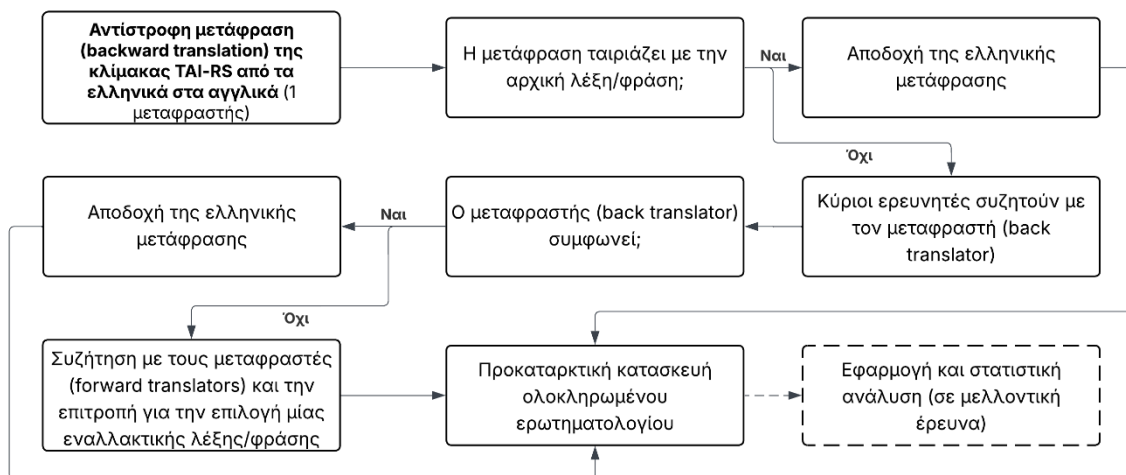 Αντίστροφη μετάφραση
(backward translation) της
κλίμακας TAI-RS από τα
ελληνικά στα αγγλικά (1
μεταφραστής)
Η μετάφραση ταιριάζει με την
αρχική λέξη/φράση;
Ναι
Αποδοχή της ελληνικής
μετάφρασης
Όχι
Κύριοι ερευνητές συζητούν με
τον μεταφραστή (back
translator)
Ο μεταφραστής (back translator)
συμφωνεί;
Ναι
Αποδοχή της ελληνικής
μετάφρασης
Όχι
Συζήτηση με τους μεταφραστές
(forward translators) και την
επιτροπή για την επιλογή μίας
εναλλακτικής λέξης/φράσης
Προκαταρκτική κατασκευή
ολοκληρωμένου
ερωτηματολογίου
Εφαρμογή και στατιστική
ανάλυση (σε μελλοντική
έρευνα)